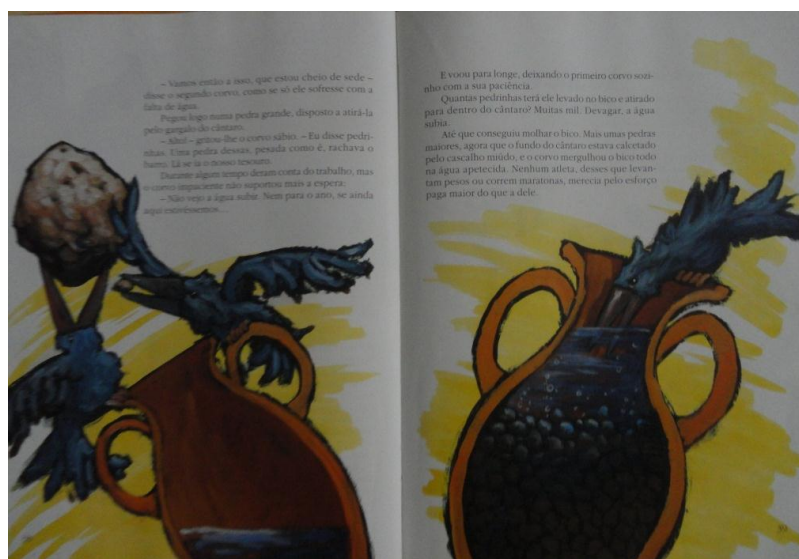 – Vamos então a isso, que estou cheio de sede –
disse o segundo corvo, como se só ele sofresse com a
falta de água.
Pegou logo numa pedra grande, disposto a atirá-la
pelo gargalo do cântaro.
– Alto! – gritou-lhe o corvo sábio. – Eu disse pedri-
nhas. Uma pedra dessas, pesada como é, rachava o
barro. Lá se ia o nosso tesouro.
Durante algum tempo deram conta do trabalho, mas
o corvo impaciente não suportou mais a espera:
– Não vejo a água subir. Nem para o ano, se ainda
aqui estivéssemos...
E voou para longe, deixando o primeiro corvo sozi-
nho com a sua paciência.
Quantas pedrinhas terá ele levado no bico e atirado
para dentro do cântaro? Muitas mil. Devagar, a água
subia.
Até que conseguiu molhar o bico. Mais umas pedras
maiores, agora que o fundo do cântaro estava calcetado
pelo cascalho miúdo, e o corvo mergulhou o bico todo
na água apetecida. Nenhum atleta, desses que levan-
tam pesos ou correm maratonas, merecia pelo esforço
paga maior do que a dele.